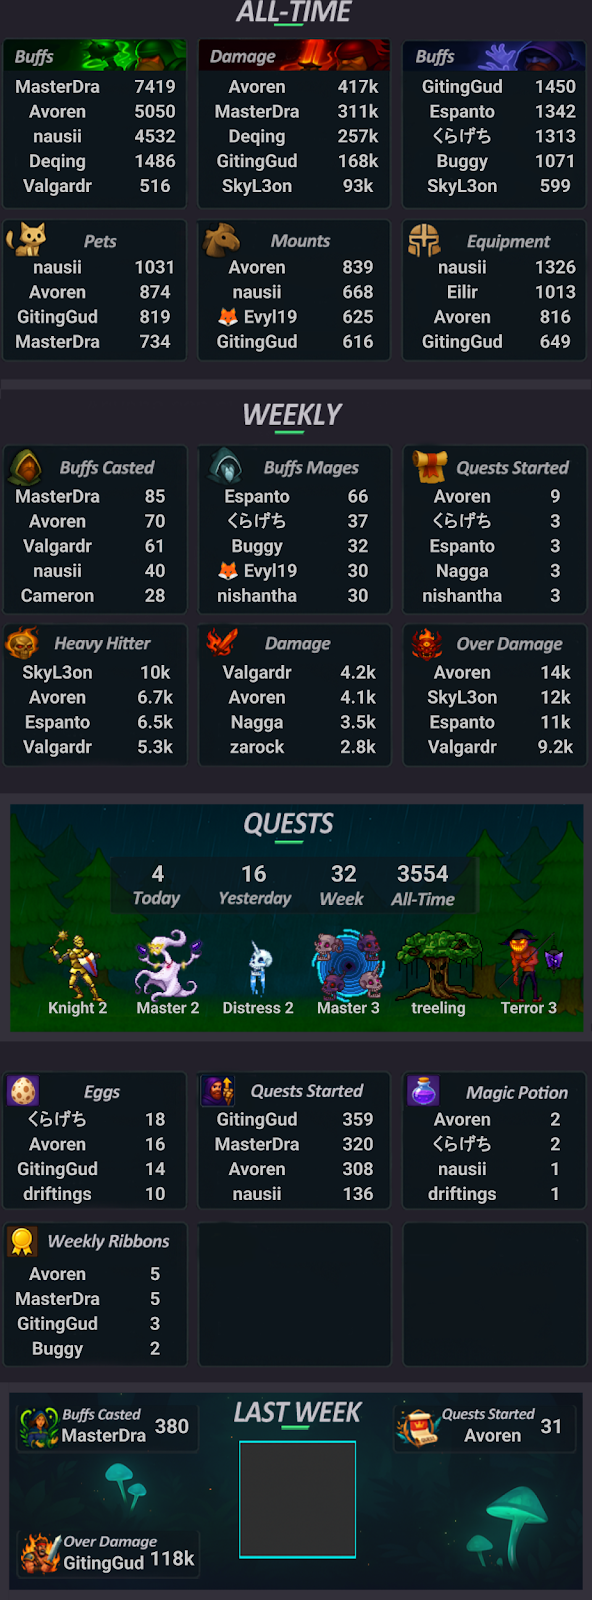 ALL-TIME
Buffs
MasterDra 7419
Avoren 5050
nausii 4532
Deqing 1486
Valgardr 516
Damage
Avoren 417k
MasterDra 311k
Deqing 257k
GitingGud 168k
SkyL3on 93k
Buffs
GitingGud 1450
Espanto 1342
くらげち 1313
Buggy 1071
SkyL3on 599
Pets
nausii 1031
Avoren 874
GitingGud 819
MasterDra 734
Mounts
Avoren 839
nausii 668
🦊 Evyl19 625
GitingGud 616
Equipment
nausii 1326
Eilir 1013
Avoren 816
GitingGud 649
WEEKLY
Buffs Casted
MasterDra 85
Avoren 70
Valgardr 61
nausii 40
Cameron 28
Buffs Mages
Espanto 66
くらげち 37
Buggy 32
🦊 Evyl19 30
nishantha 30
Quests Started
Avoren 9
くらげち 3
Espanto 3
Nagga 3
nishantha 3
Heavy Hitter
SkyL3on 10k
Avoren 6.7k
Espanto 6.5k
Valgardr 5.3k
Damage
Valgardr 4.2k
Avoren 4.1k
Nagga 3.5k
zarock 2.8k
Over Damage
Avoren 14k
SkyL3on 12k
Espanto 11k
Valgardr 9.2k
QUESTS
4 16 32 3554
Today Yesterday Week All-Time
Knight 2 Master 2 Distress 2 Master 3 treeling Terror 3
Eggs
くらげち 18
Avoren 16
GitingGud 14
driftings 10
Quests Started
GitingGud 359
MasterDra 320
Avoren 308
nausii 136
Magic Potion
Avoren 2
くらげち 2
nausii 1
driftings 1
Weekly Ribbons
Avoren 5
MasterDra 5
GitingGud 3
Buggy 2
LAST WEEK
Buffs Casted
MasterDra 380
Quests Started
Avoren 31
Over Damage
GitingGud 118k